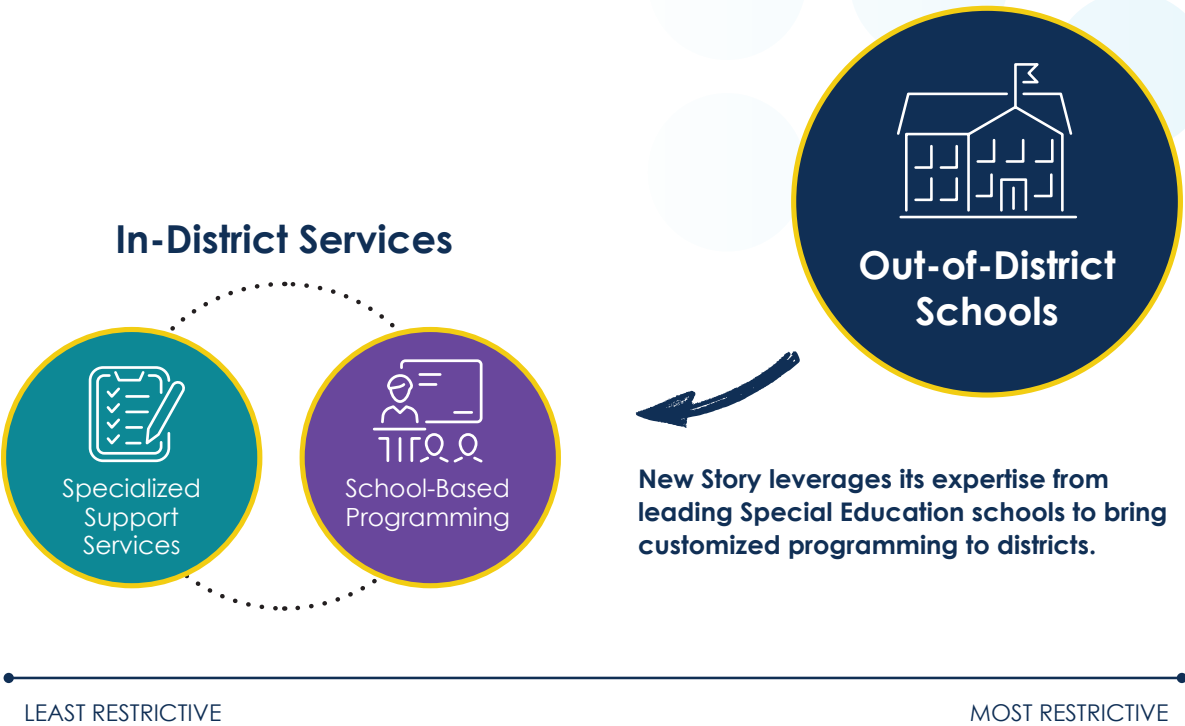 In-District Services
Specialized
Support
Services
School-Based
Programming
Out-of-District
Schools
New Story leverages its expertise from
leading Special Education schools to bring
customized programming to districts.
LEAST RESTRICTIVE
MOST RESTRICTIVE